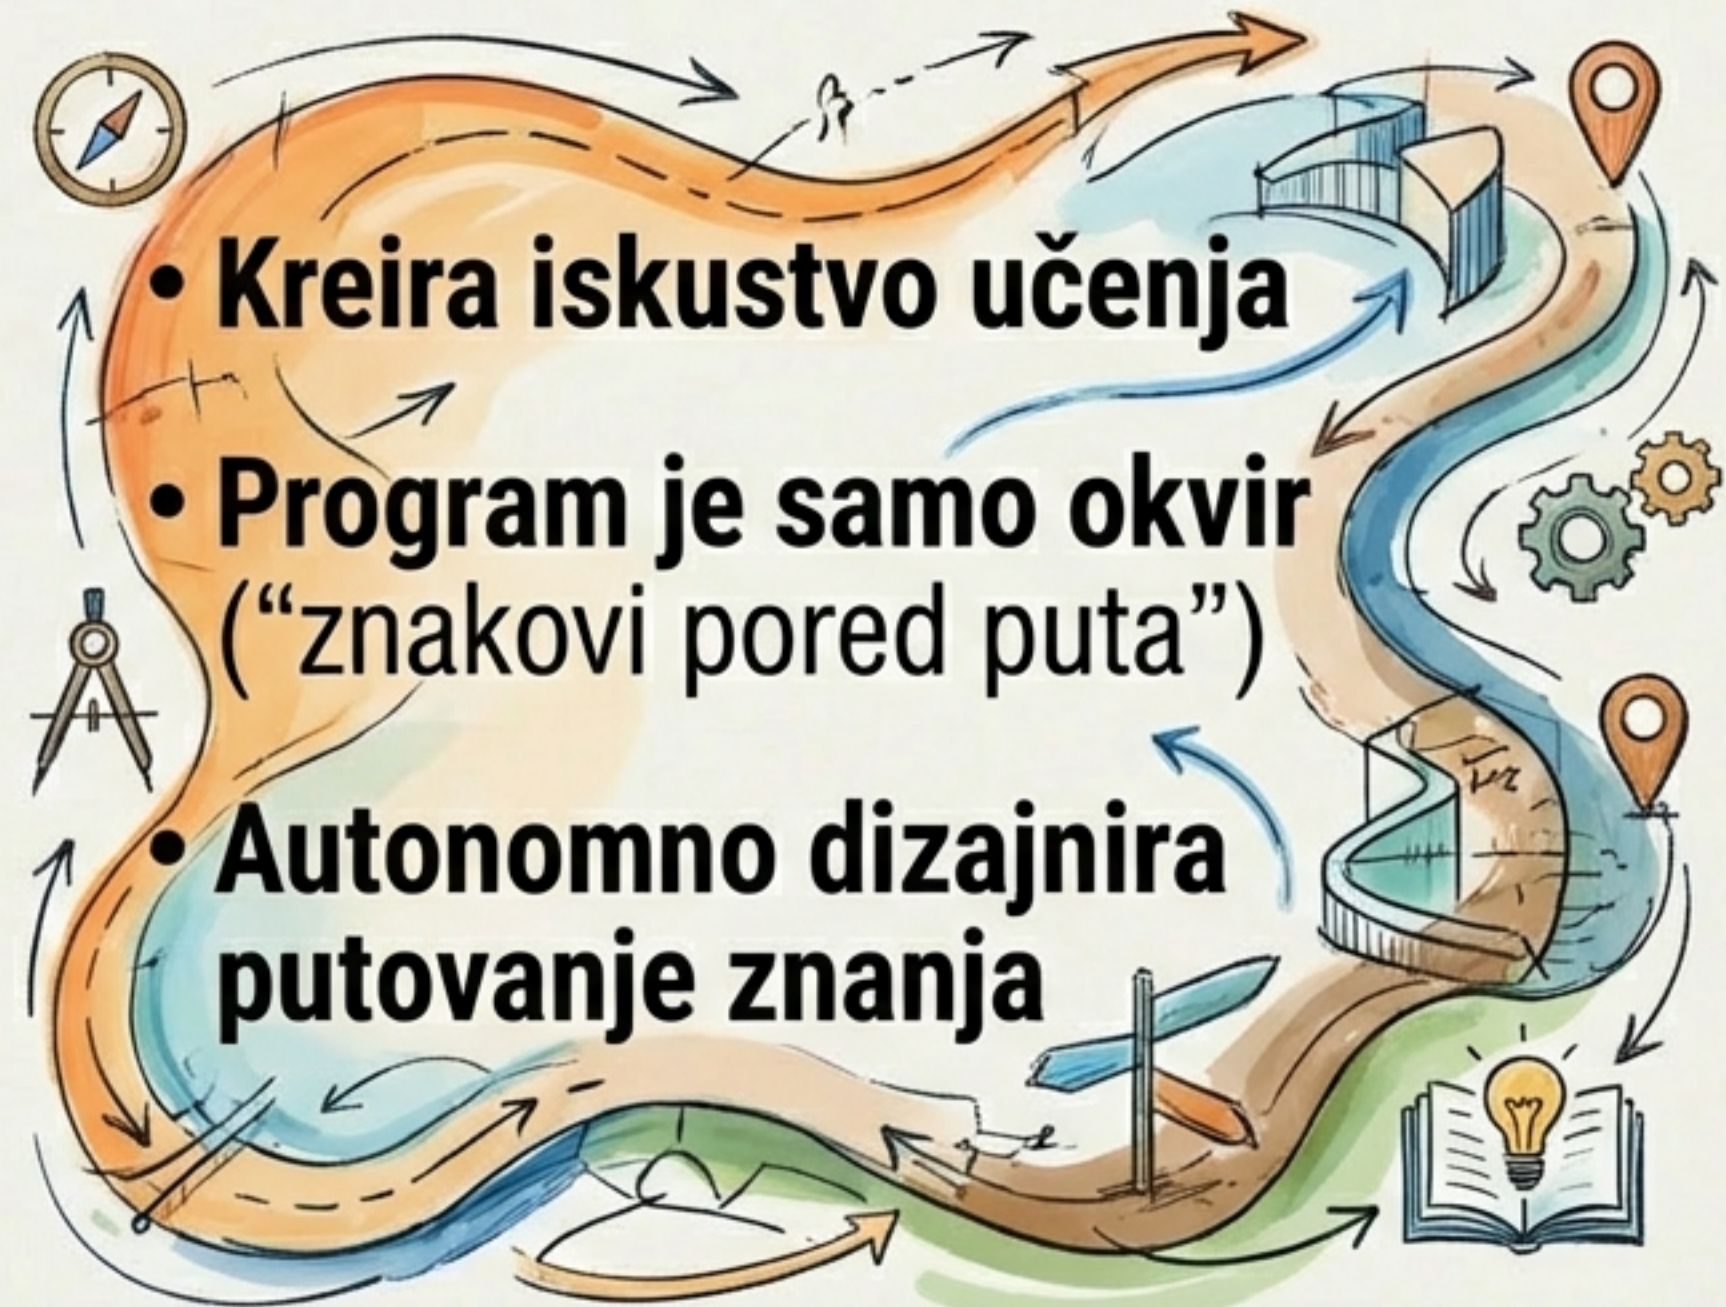 • Kreira iskustvo učenja
• Program je samo okvir
(“znakovi pored puta”)
• Autonomno dizajnira
putovanje znanja